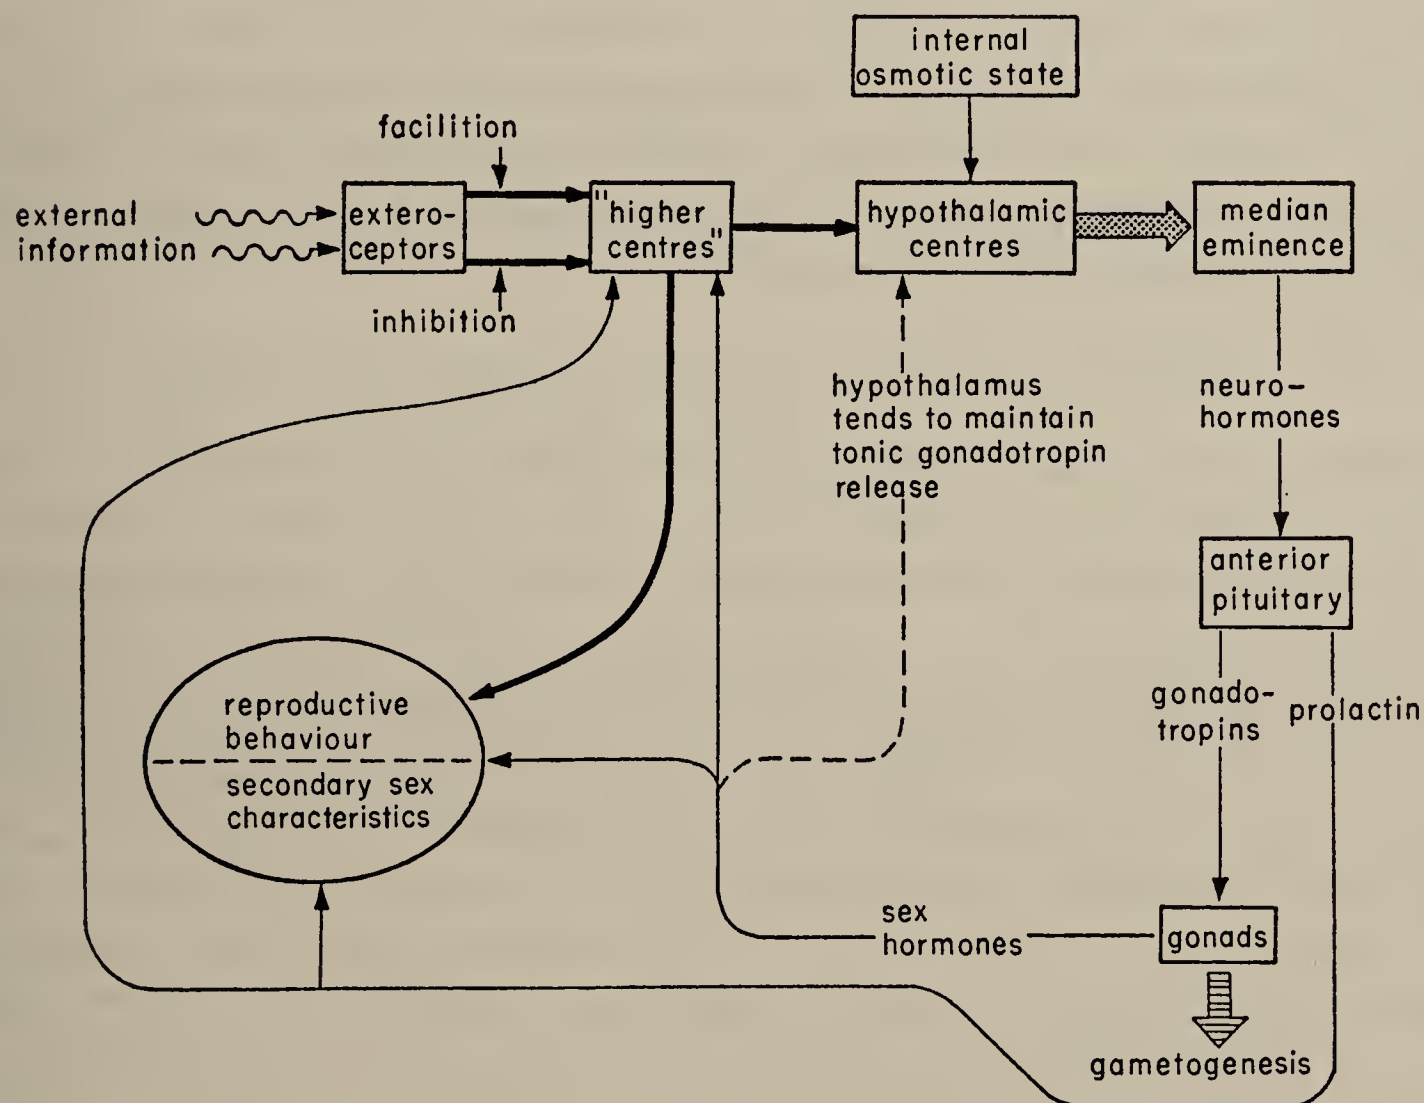 internal
osmotic state
facilition
external
information
extero-
ceptors
"higher
centres"
hypothalamic
centres
median
eminence
inhibition
hypothalamus
tends to maintain
tonic gonadotropin
release
neuro-
hormones
anterior
pituitary
reproductive
behaviour
secondary sex
characteristics
gonado-
tropins
prolactin
sex
hormones
gonads
gametogenesis